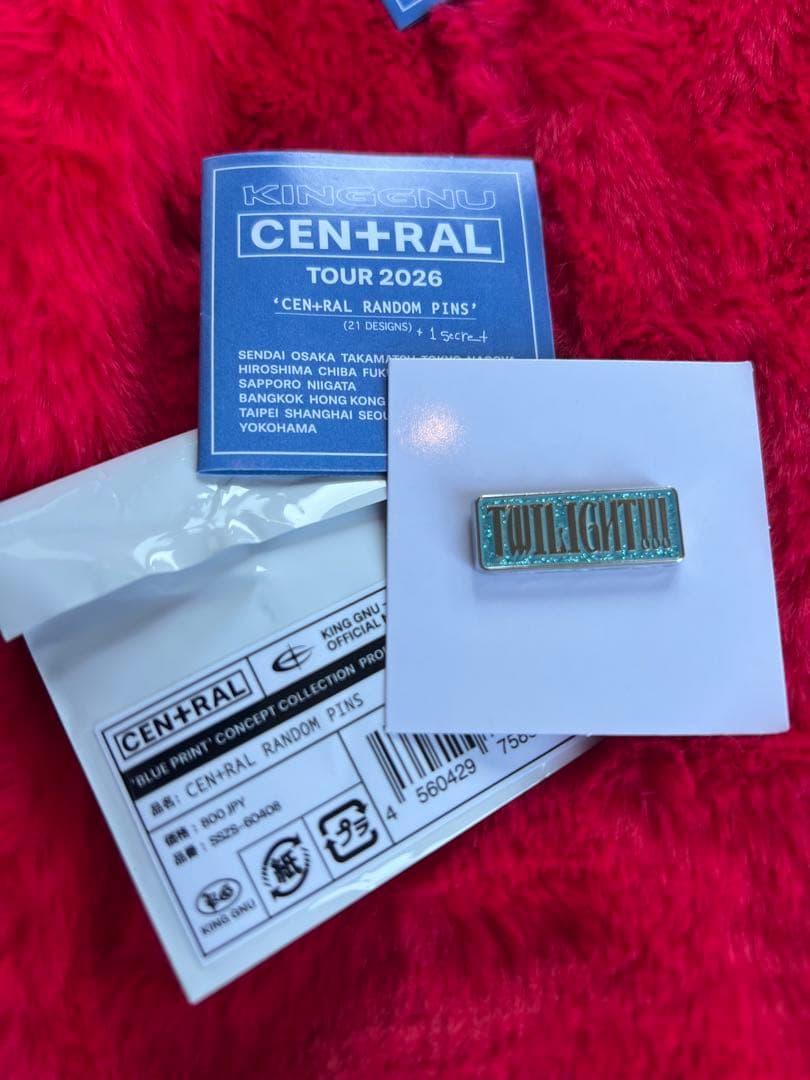 KINGGNU
CEN+RAL
TOUR 2026
'CEN+RAL RANDOM PINS'
(21 DESIGNS) + 1 secret
SENDAI OSAKA TAKAMATSU TOKYO NAGOYA
HIROSHIMA CHIBA
SAPPORO NIIGATA
BANGKOK HONG KONG
TAIPEI SHANGHAI
YOKOHAMA
TWILIGHT!!!
CEN+RAL
KING GNU
OFFICIAL
'BLUE PRINT' CONCEPT COLLECTION
品名: CEN+RAL RANDOM PINS
価格: 800 JPY
品番: SSZS-60408
KING GNU
紙
プラ
4 560429